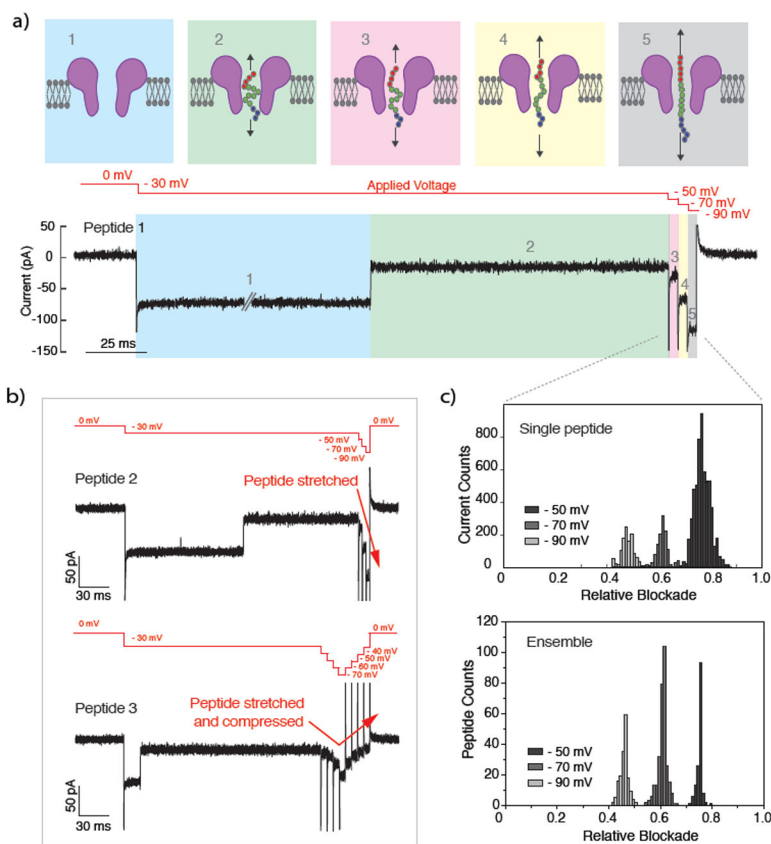 a)
1
2
3
4
5
0 mV
- 30 mV
Applied Voltage
- 50 mV
- 70 mV
- 90 mV
Peptide 1
Current (pA)
50
0
-50
-100
-150
25 ms
1
2
3
4
5
b)
0 mV
0 mV
- 30 mV
- 50 mV
- 70 mV
- 90 mV
Peptide 2
Peptide stretched
50 pA
30 ms
0 mV
0 mV
- 30 mV
- 40 mV
- 50 mV
- 60 mV
- 70 mV
Peptide 3
Peptide stretched
and compressed
50 pA
30 ms
c)
Single peptide
Current Counts
800
600
400
200
0
- 50 mV
- 70 mV
- 90 mV
0
0.2
0.4
0.6
0.8
1.0
Relative Blockade
Ensemble
Peptide Counts
120
100
80
60
40
20
0
- 50 mV
- 70 mV
- 90 mV
0
0.2
0.4
0.6
0.8
1.0
Relative Blockade